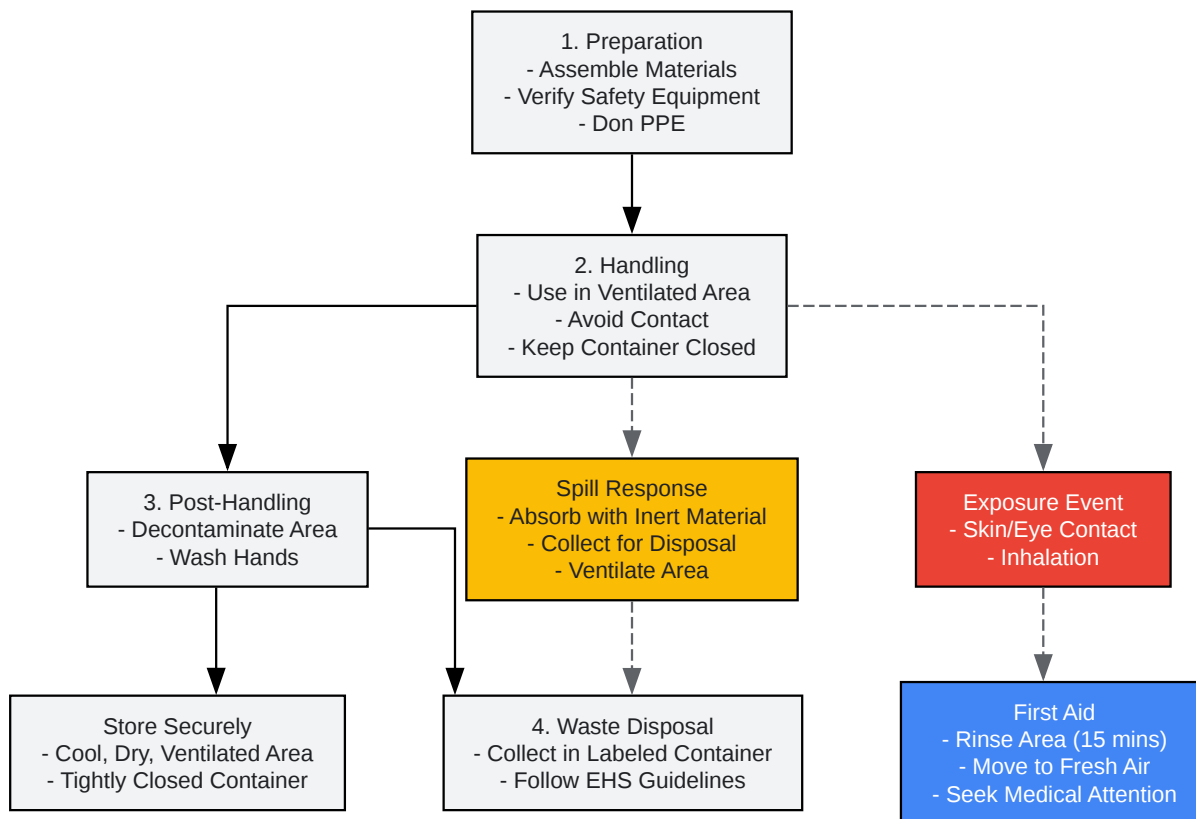 1. Preparation
- Assemble Materials
- Verify Safety Equipment
- Don PPE
2. Handling
- Use in Ventilated Area
- Avoid Contact
- Keep Container Closed
3. Post-Handling
- Decontaminate Area
- Wash Hands
Spill Response
- Absorb with Inert Material
- Collect for Disposal
- Ventilate Area
Exposure Event
- Skin/Eye Contact
- Inhalation
Store Securely
- Cool, Dry, Ventilated Area
- Tightly Closed Container
4. Waste Disposal
- Collect in Labeled Container
- Follow EHS Guidelines
First Aid
- Rinse Area (15 mins)
- Move to Fresh Air
- Seek Medical Attention